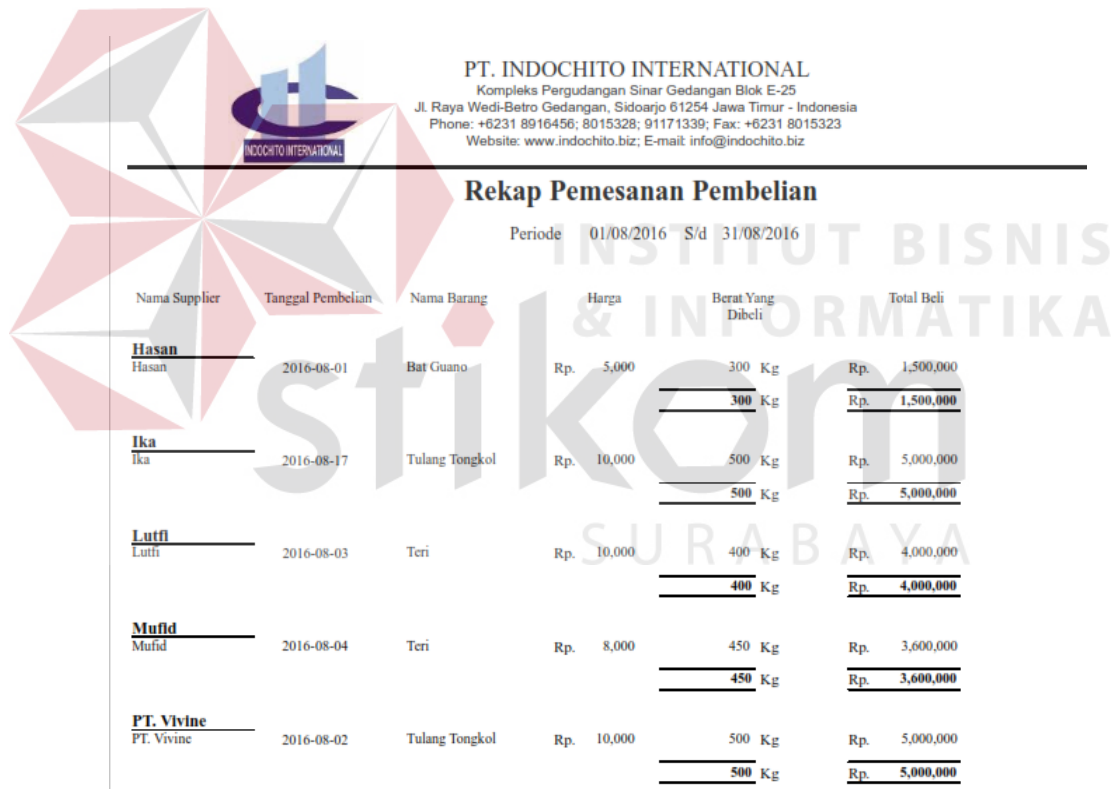 PT. INDOCHITO INTERNATIONAL
Kompleks Pergudangan Sinar Gedangan Blok E-25
Jl. Raya Wedi-Betro Gedangan, Sidoarjo 61254 Jawa Timur - Indonesia
Phone: +6231 8916456; 8015328; 91171339; Fax: +6231 8015323
Website: www.indochito.biz; E-mail: info@indochito.biz
INDOCHITO INTERNATIONAL
Rekap Pemesanan Pembelian
Periode 01/08/2016 S/d 31/08/2016
INSTITUT BISNIS
& INFORMATIKA
stikom
SURABAYA
Nama Supplier Tanggal Pembelian Nama Barang Harga Berat Yang Total Beli
Dibeli
Hasan
Hasan 2016-08-01 Bat Guano Rp. 5,000 300 Kg Rp. 1,500,000
300 Kg Rp. 1,500,000
Ika
Ika 2016-08-17 Tulang Tongkol Rp. 10,000 500 Kg Rp. 5,000,000
500 Kg Rp. 5,000,000
Lutfi
Lutfi 2016-08-03 Teri Rp. 10,000 400 Kg Rp. 4,000,000
400 Kg Rp. 4,000,000
Mufid
Mufid 2016-08-04 Teri Rp. 8,000 450 Kg Rp. 3,600,000
450 Kg Rp. 3,600,000
PT. Vivine
PT. Vivine 2016-08-02 Tulang Tongkol Rp. 10,000 500 Kg Rp. 5,000,000
500 Kg Rp. 5,000,000